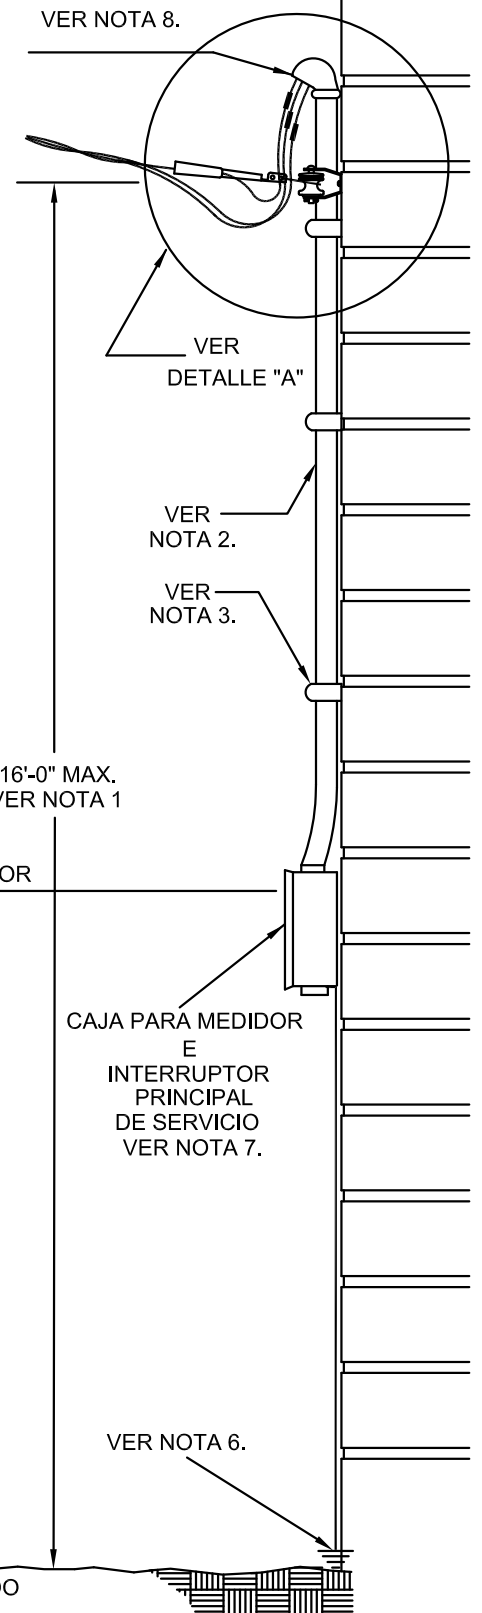 VER NOTA 8.
VER
DETALLE "A"
VER
NOTA 2.
VER
NOTA 3.
16'-0" MAX.
VER NOTA 1
OR
CAJA PARA MEDIDOR
E
INTERRUPTOR
PRINCIPAL
DE SERVICIO
VER NOTA 7.
VER NOTA 6.
DO